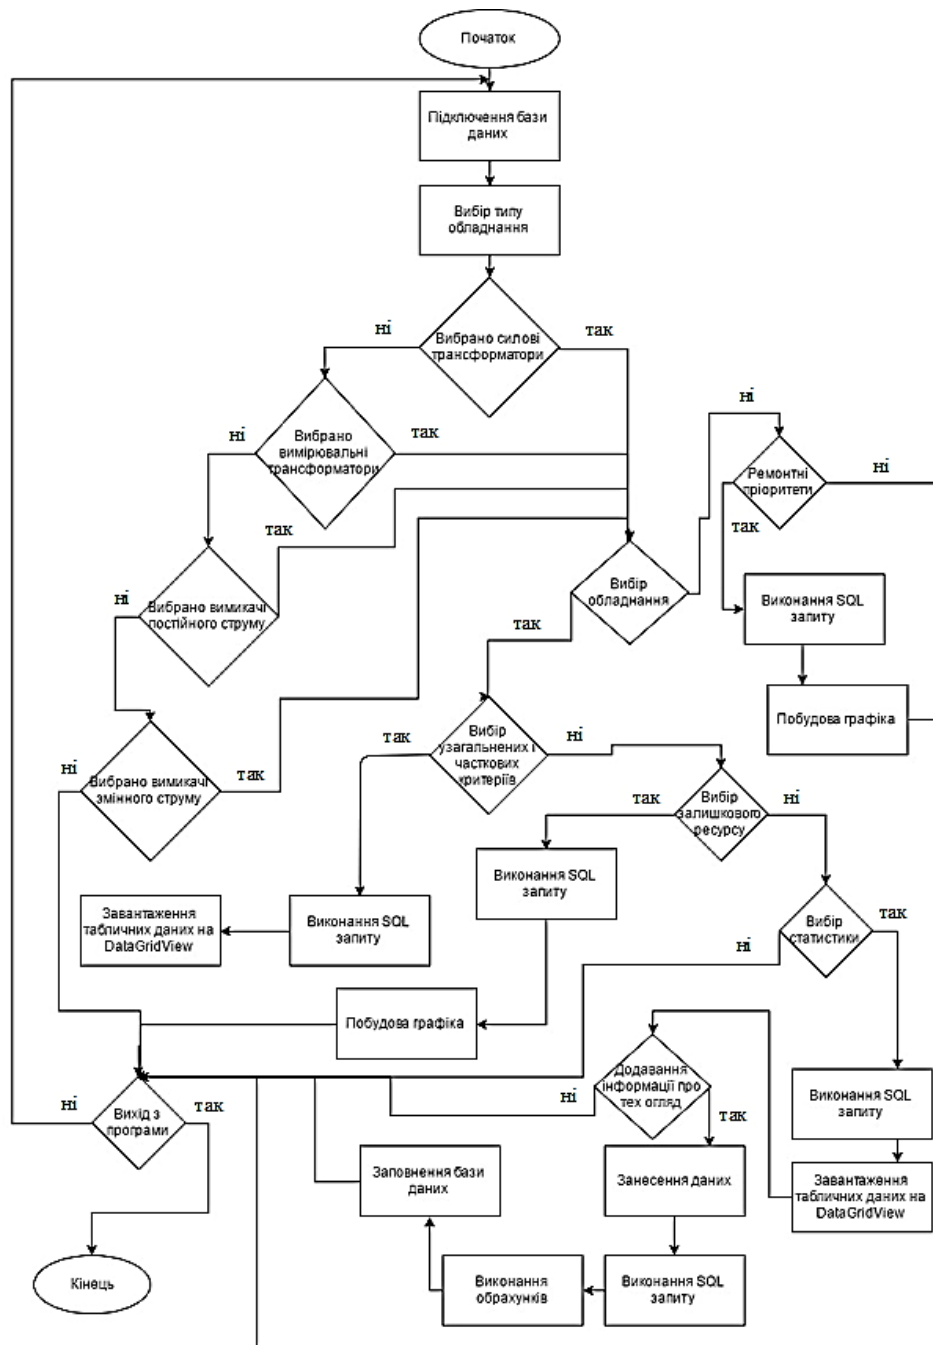 Початок
Підключення бази
даних
Вибір типу
обладнання
ні
так
Вибрано силові
трансформатори
ні
ні
так
Вибрано
вимірювальні
трансформатори
Ремонтні
пріоритети
ні
так
так
ні
Вибрано вимикачі
постійного струму
Вибір
обладнання
Виконання SQL
запиту
так
Побудова графіка
так
Вибір
узагальнених і
часткових
критеріїв
ні
ні
Вибрано вимикачі
змінного струму
так
так
Вибір
залишкового
ресурсу
ні
Виконання SQL
запиту
Завантаження
табличних даних на
DataGridView
Виконання SQL
запиту
Вибір
статистики
так
ні
Побудова графіка
Додавання
інформації про
тех огляд
ні
так
Виконання SQL
запиту
ні
Вихід з
програми
так
Заповнення бази
даних
Занесення даних
Завантаження
табличних даних на
DataGridView
Кінець
Виконання
обрахунків
Виконання SQL
запиту